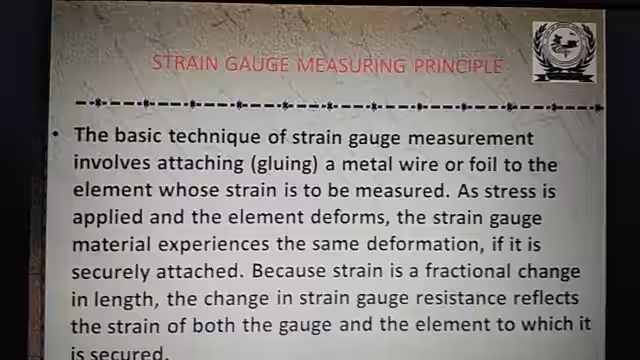 STRAIN GAUGE MEASURING PRINCIPLE
• The basic technique of strain gauge measurement
involves attaching (gluing) a metal wire or foil to the
element whose strain is to be measured. As stress is
applied and the element deforms, the strain gauge
material experiences the same deformation, if it is
securely attached. Because strain is a fractional change
in length, the change in strain gauge resistance reflects
the strain of both the gauge and the element to which it
is secured.